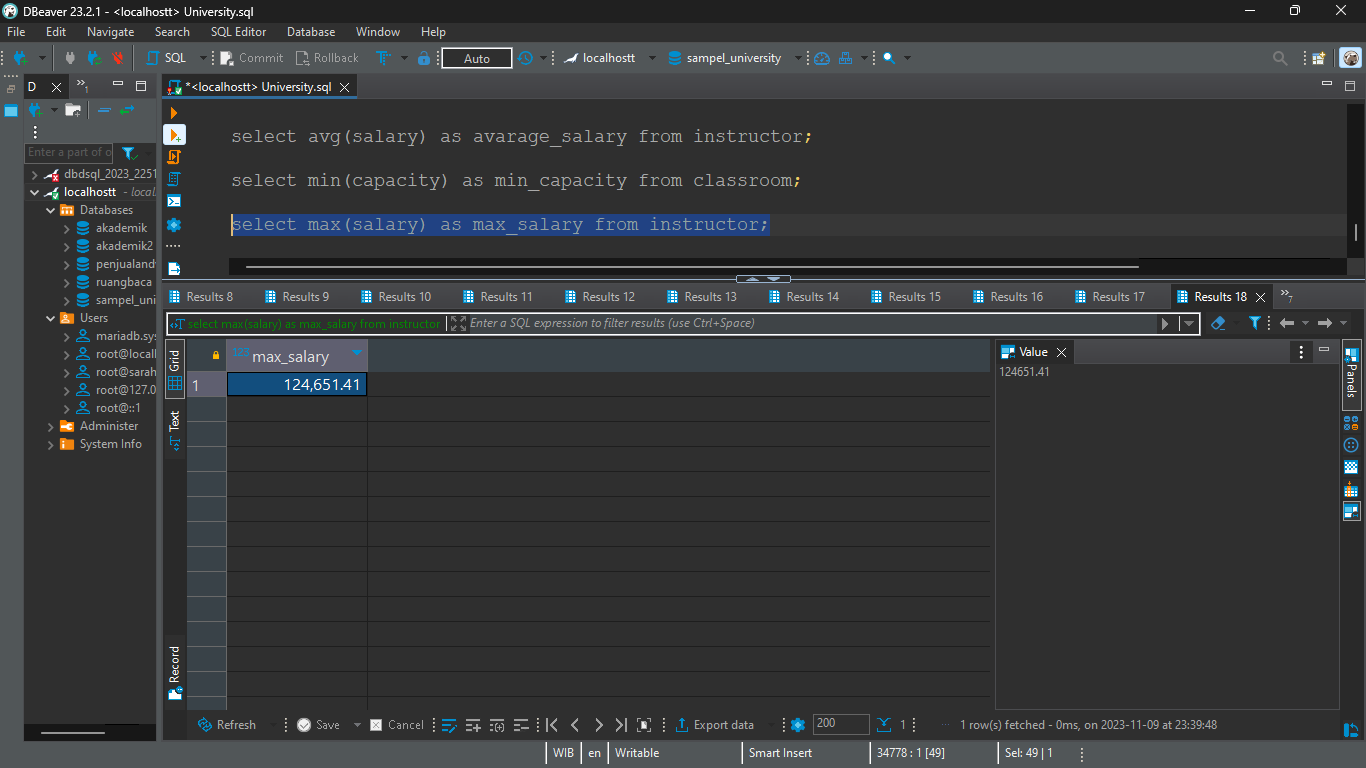 DBeaver 23.2.1 - <localhostt> University.sql
File Edit Navigate Search SQL Editor Database Window Help
SQL Commit Rollback Auto localhostt sampel_university
D »1 *<localhostt> University.sql
Enter a part of o
dbdsql_2023_2251
localhostt - local
Databases
akademik
akademik2
penjualand
ruangbaca
sampel_uni
Users
mariadb.sys
root@locall
root@sarah
root@127.0
root@::1
Administer
System Info
select avg(salary) as avarage_salary from instructor;
select min(capacity) as min_capacity from classroom;
select max(salary) as max_salary from instructor;
Results 8 Results 9 Results 10 Results 11 Results 12 Results 13 Results 14 Results 15 Results 16 Results 17 Results 18 »7
select max(salary) as max_salary from instructor Enter a SQL expression to filter results (use Ctrl+Space)
Grid
Text
Record
123 max_salary
1 124,651.41
Value
124651.41
Panels
Refresh Save Cancel Export data 200 1 1 row(s) fetched - 0ms, on 2023-11-09 at 23:39:48
WIB en Writable Smart Insert 34778 : 1 [49] Sel: 49 | 1